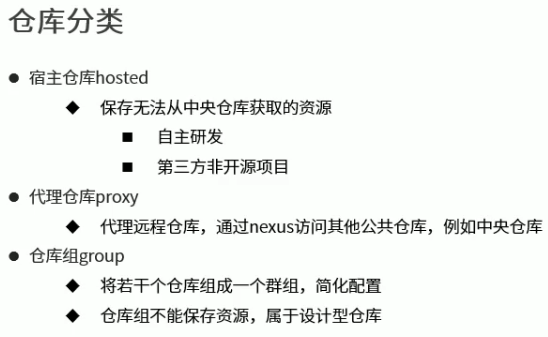 仓库分类
● 宿主仓库hosted
◆ 保存无法从中央仓库获取的资源
■ 自主研发
■ 第三方非开源项目
● 代理仓库proxy
◆ 代理远程仓库，通过nexus访问其他公共仓库，例如中央仓库
● 仓库组group
◆ 将若干个仓库组成一个群组，简化配置
◆ 仓库组不能保存资源，属于设计型仓库